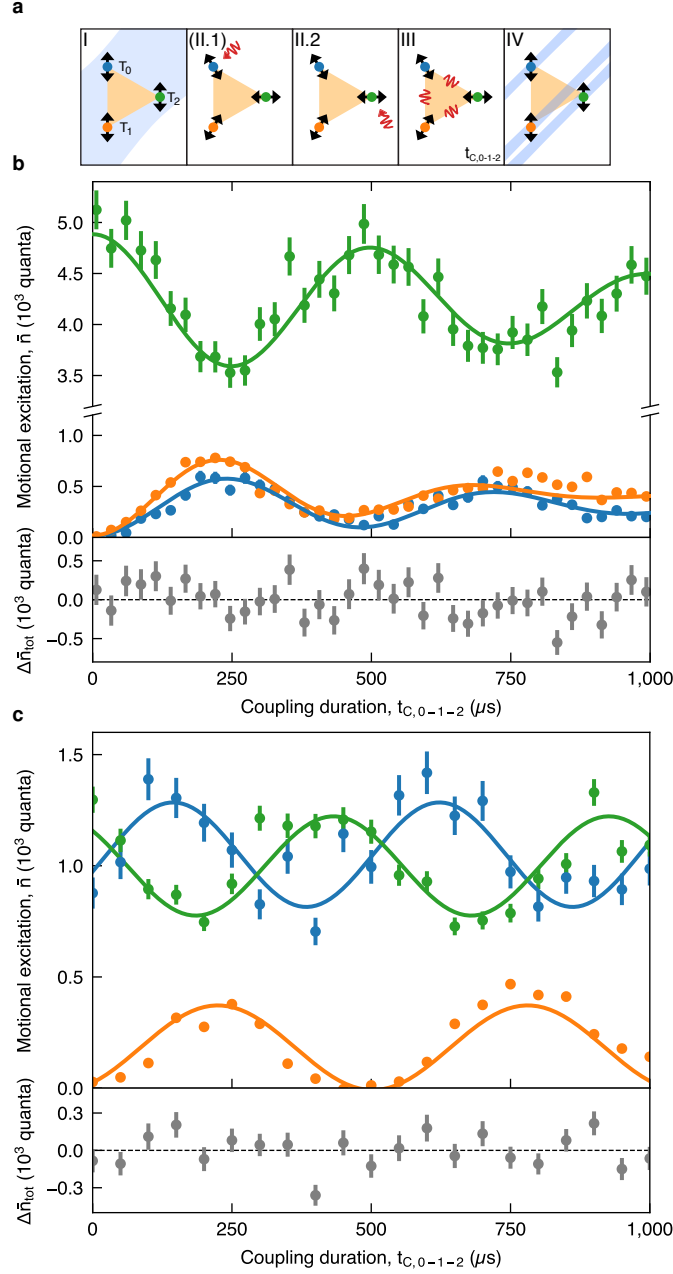 a
I (II.1) II.2 III IV
T0 T2 T1
tC,0-1-2
b
Motional excitation, n̄ (10³ quanta)
5.0
4.5
4.0
3.5
1.0
0.5
0.0
Δn̄tot (10³ quanta)
0.5
0.0
−0.5
0 250 500 750 1,000
Coupling duration, tC,0−1−2 (μs)
c
Motional excitation, n̄ (10³ quanta)
1.5
1.0
0.5
0.0
Δn̄tot (10³ quanta)
0.3
0.0
−0.3
0 250 500 750 1,000
Coupling duration, tC,0−1−2 (μs)